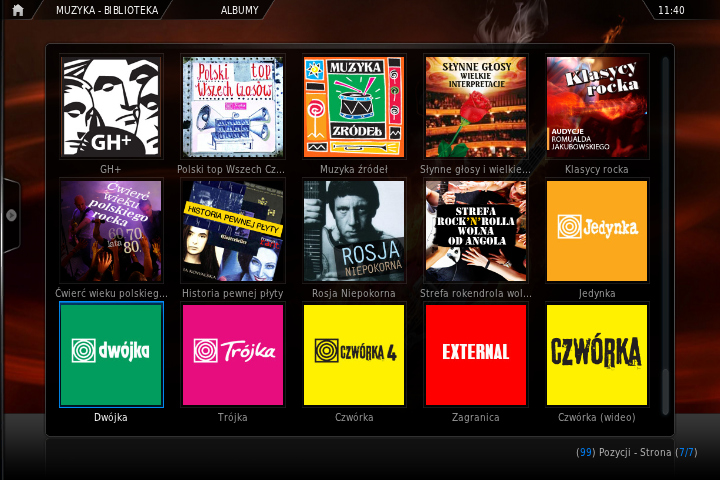 MUZYKA - BIBLIOTEKA
ALBUMY
11:40
GH+
Polski top
Wszech Czasów
MUZYKA
ŹRÓDEŁ
SŁYNNE GŁOSY
WIELKIE
INTERPRETACJE
Klasycy
rocka
AUDYCJE
ROMUALDA
JAKUBOWSKIEGO
GH+
Polski top Wszech Cz...
Muzyka źródeł
Słynne głosy i wielkie...
Klasycy rocka
Ćwierć
wieku
polskiego
rocka
lata 60 70 80
HISTORIA PEWNEJ PŁYTY
ROSJA
NIEPOKORNA
STREFA
ROCK'N'ROLLA
WOLNA
OD ANGOLA
Jedynka
Ćwierć wieku polskieg...
Historia pewnej płyty
Rosja Niepokorna
Strefa rokendrola wol...
Jedynka
dwójka
Trójka
CZWÓRKA 4
EXTERNAL
CZWÓRKA
Dwójka
Trójka
Czwórka
Zagranica
Czwórka (wideo)
(99) Pozycji - Strona (7/7)